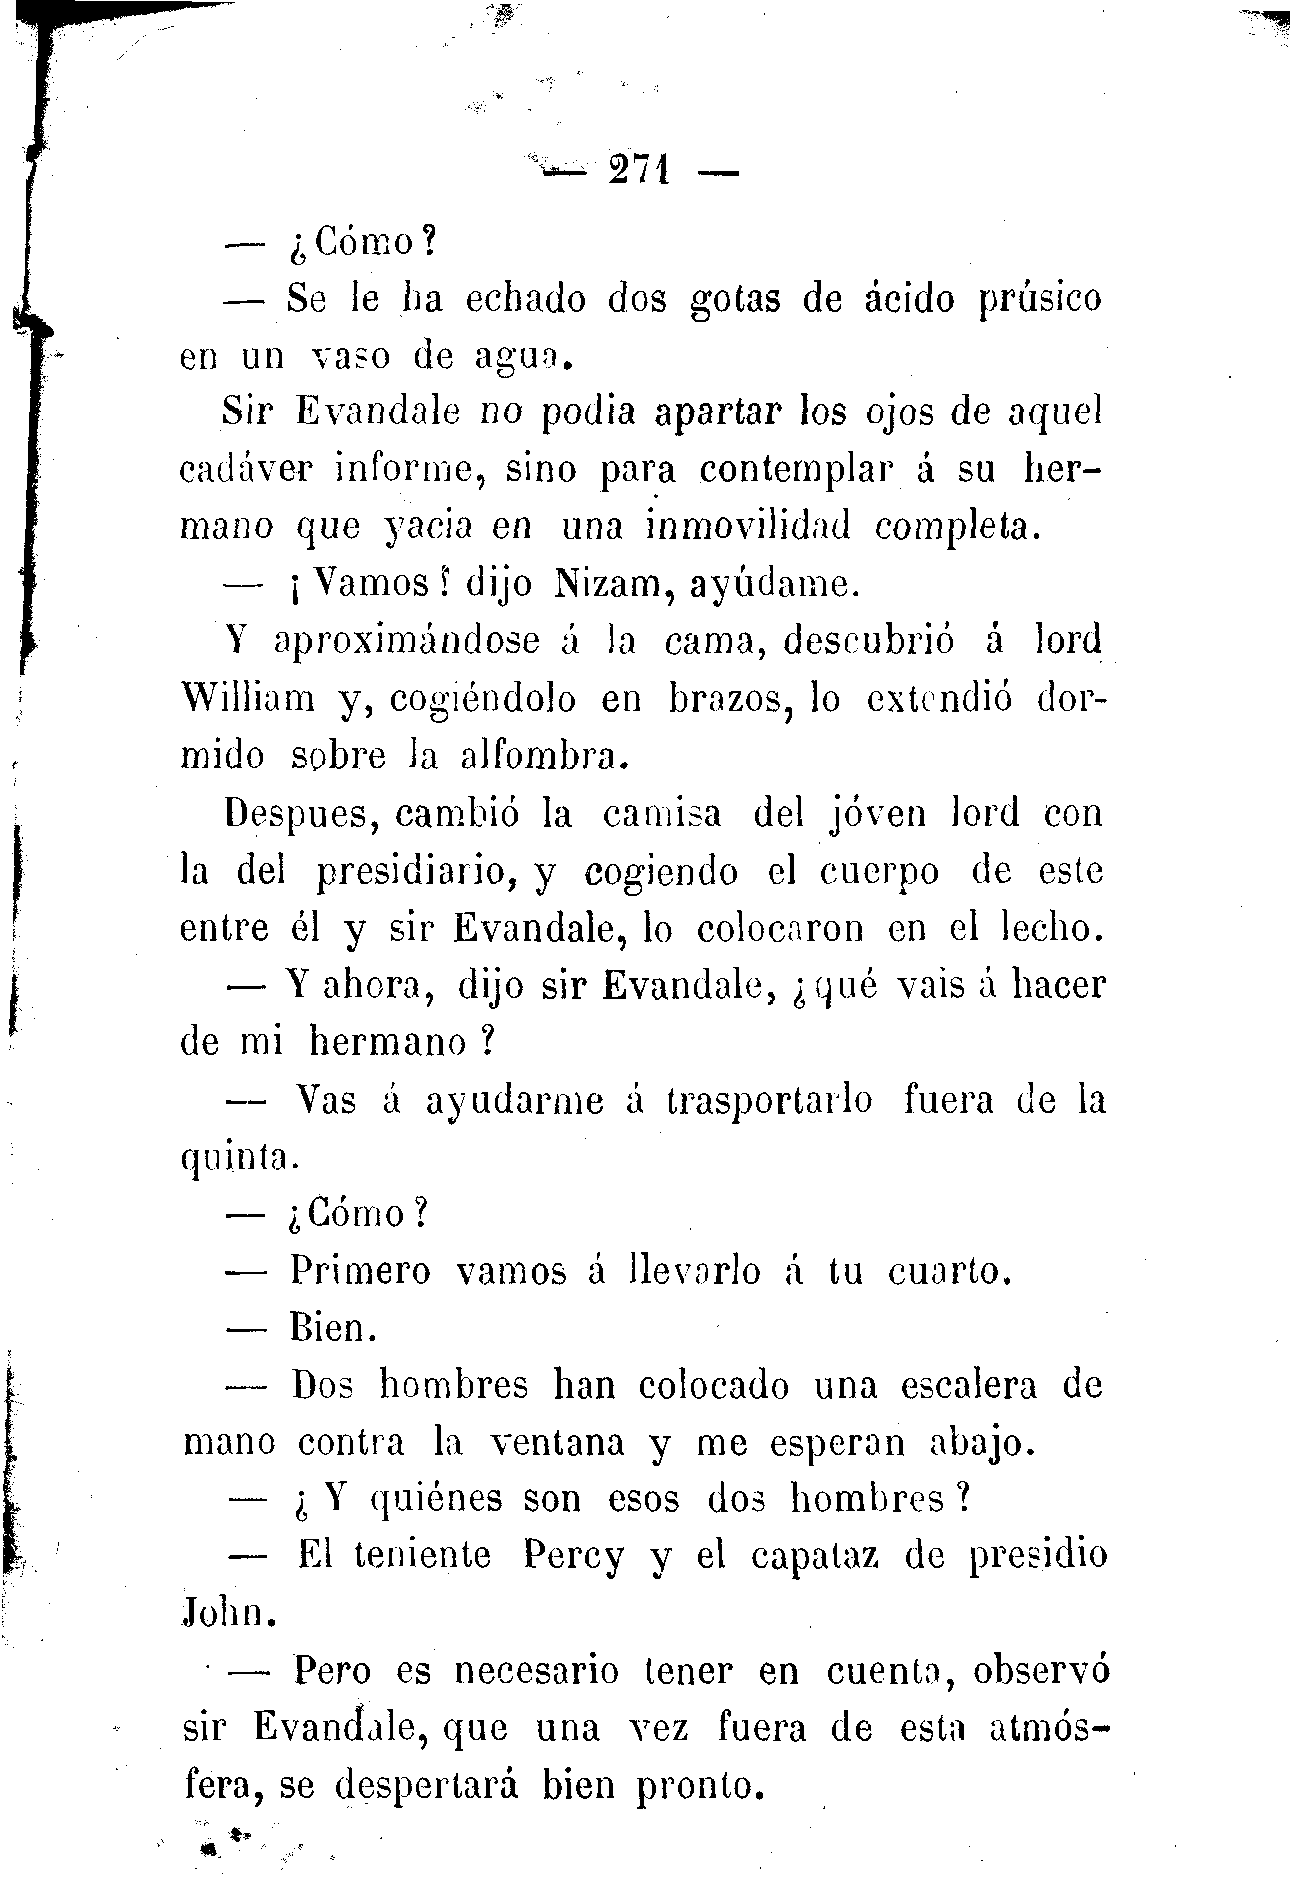 — 271 —
— ¿Cómo?
— Se le ha echado dos gotas de ácido prúsico
en un vaso de agua.
Sir Evandale no podia apartar los ojos de aquel
cadáver informe, sino para contemplar á su her-
mano que yacia en una inmovilidad completa.
— ¡Vamos! dijo Nizam, ayúdame.
Y aproximándose á la cama, descubrió á lord
William y, cogiéndolo en brazos, lo extendió dor-
mido sobre la alfombra.
Despues, cambió la camisa del jóven lord con
la del presidiario, y cogiendo el cuerpo de este
entre él y sir Evandale, lo colocaron en el lecho.
— Y ahora, dijo sir Evandale, ¿qué vais á hacer
de mi hermano?
— Vas á ayudarme á trasportarlo fuera de la
quinta.
— ¿Cómo?
— Primero vamos á llevarlo á tu cuarto.
— Bien.
— Dos hombres han colocado una escalera de
mano contra la ventana y me esperan abajo.
— ¿Y quiénes son esos dos hombres?
— El teniente Percy y el capataz de presidio
John.
— Pero es necesario tener en cuenta, observó
sir Evandale, que una vez fuera de esta atmós-
fera, se despertará bien pronto.